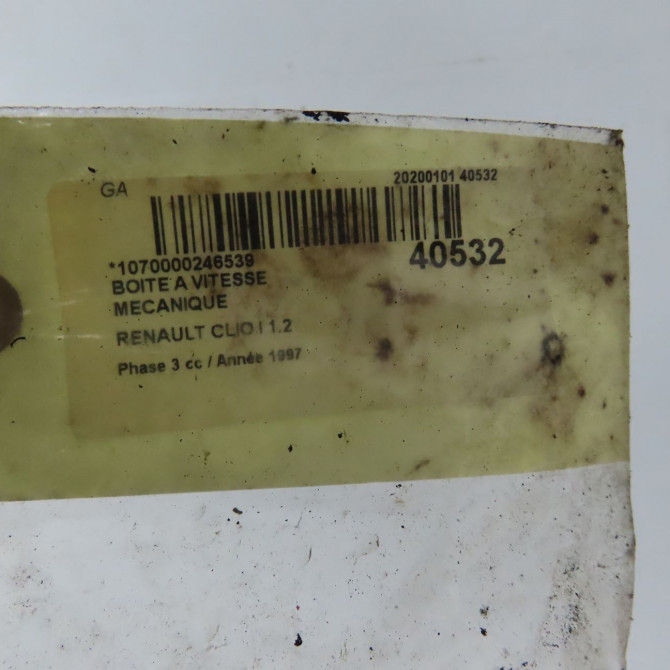 GA
20200101 40532
*1070000246539
40532
BOITE A VITESSE
MECANIQUE
RENAULT CLIO I 1.2
Phase 3 cc / Année 1997